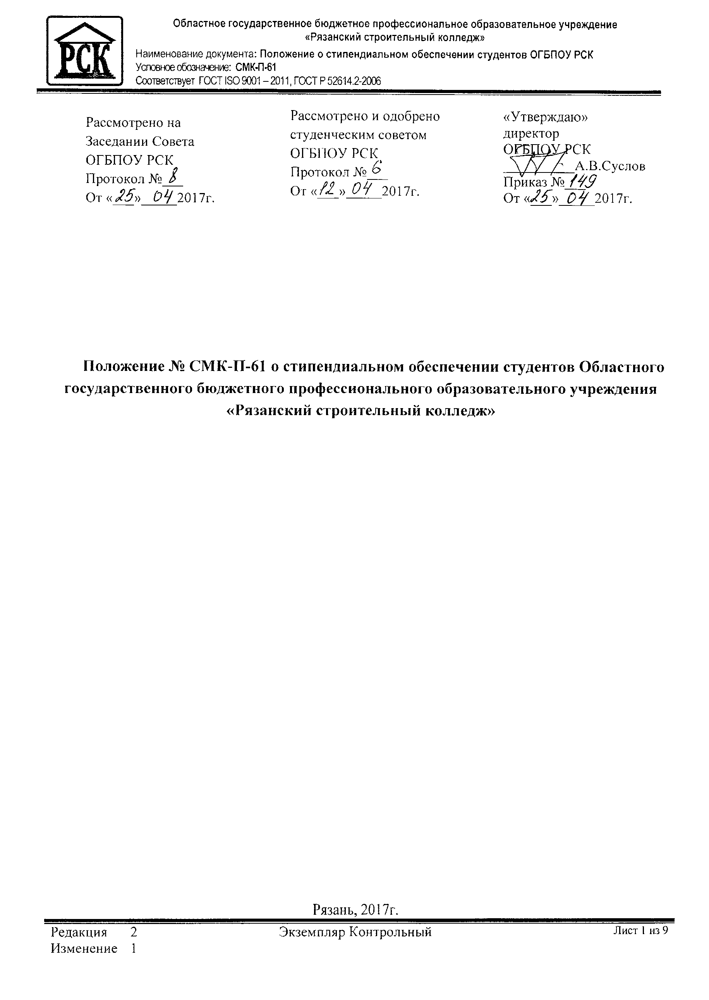 РСК
Областное государственное бюджетное профессиональное образовательное учреждение
«Рязанский строительный колледж»
Наименование документа: Положение о стипендиальном обеспечении студентов ОГБПОУ РСК
Условное обозначение: СМК-П-61
Соответствует ГОСТ ISO 9001 – 2011, ГОСТ Р 52614.2-2006
Рассмотрено на
Заседании Совета
ОГБПОУ РСК
Протокол № 8
От «25» 04 2017г.
Рассмотрено и одобрено
студенческим советом
ОГБПОУ РСК
Протокол № 6
От «12» 04 2017г.
«Утверждаю»
директор
ОГБПОУ РСК
А.В.Суслов
Приказ № 149
От «25» 04 2017г.
Положение № СМК-П-61 о стипендиальном обеспечении студентов Областного
государственного бюджетного профессионального образовательного учреждения
«Рязанский строительный колледж»
Рязань, 2017г.
Редакция 2
Экземпляр Контрольный
Лист 1 из 9
Изменение 1